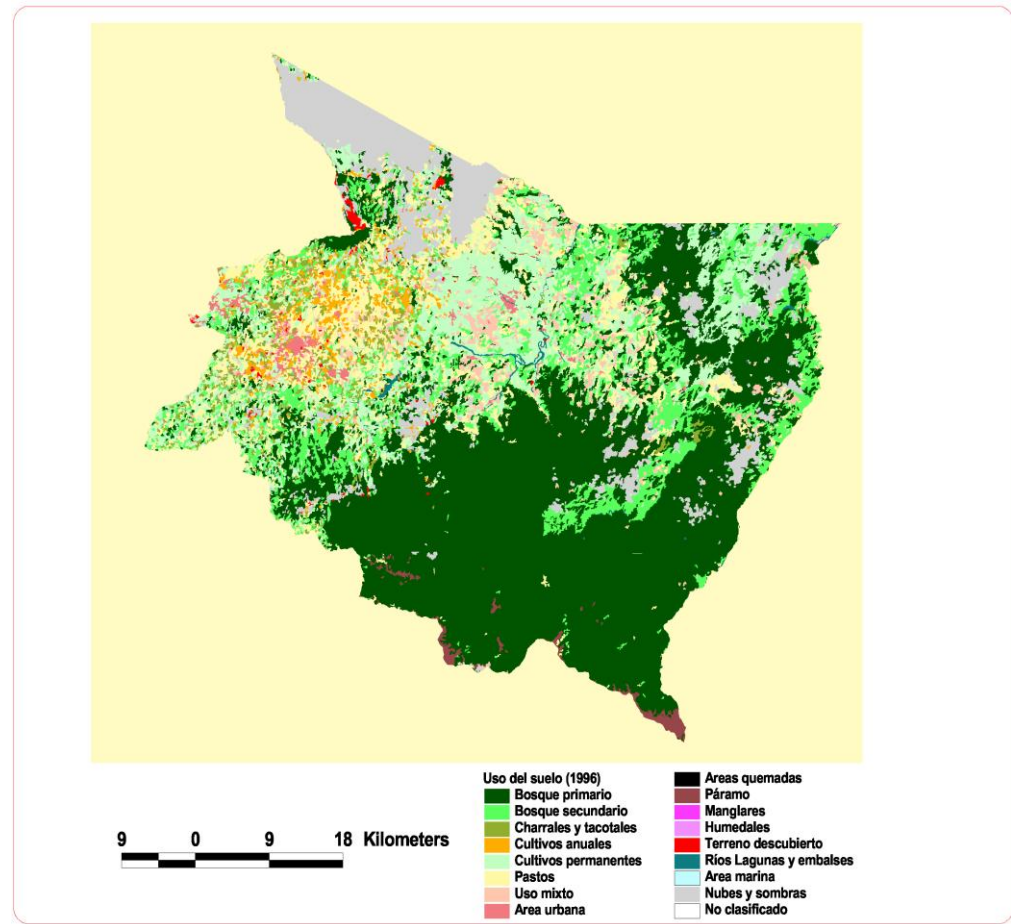 Uso del suelo (1996)
Bosque primario
Bosque secundario
Charrales y tacotales
Cultivos anuales
Cultivos permanentes
Pastos
Uso mixto
Area urbana
Areas quemadas
Páramo
Manglares
Humedales
Terreno descubierto
Ríos Lagunas y embalses
Area marina
Nubes y sombras
No clasificado
9 0 9 18 Kilometers